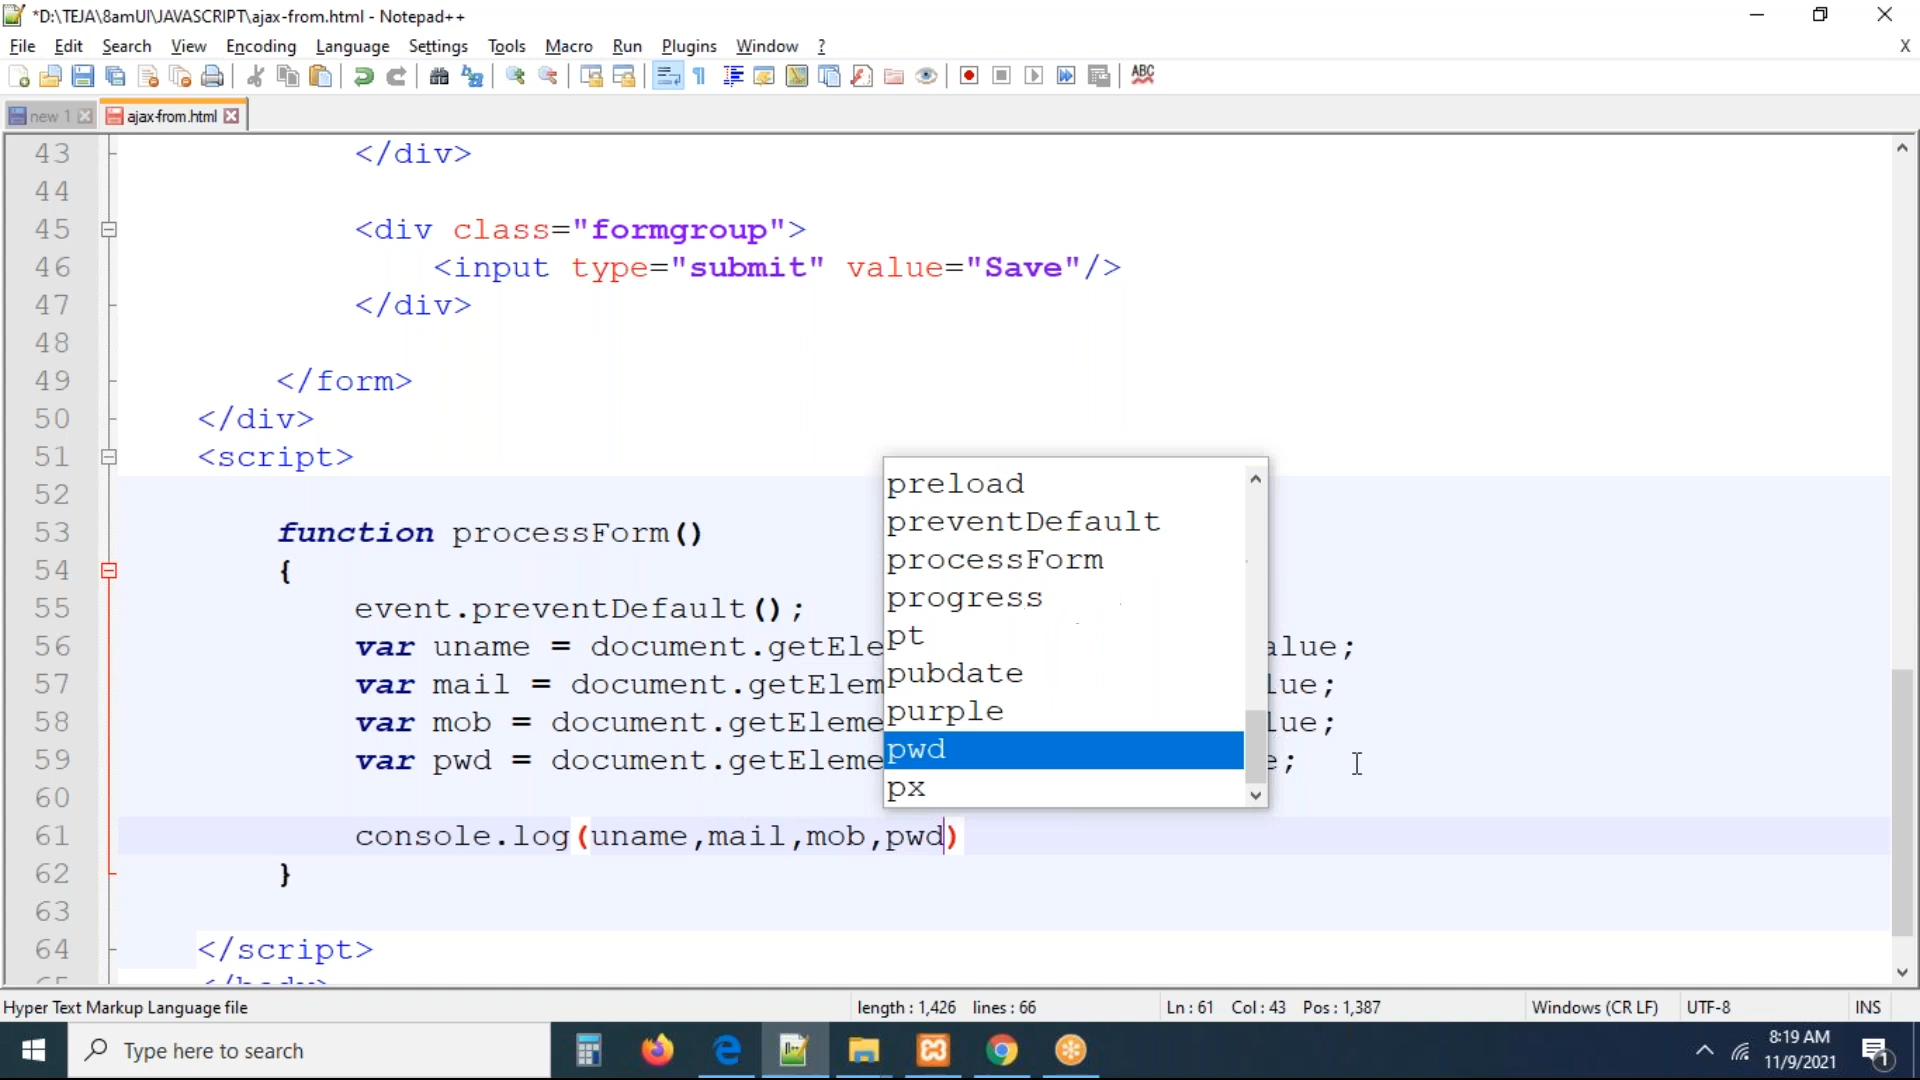 *D:\TEJA\8amUI\JAVASCRIPT\ajax-from.html - Notepad++
File Edit Search View Encoding Language Settings Tools Macro Run Plugins Window ? X
ABC
new 1 ajax-from.html
43 </div>
44
45 <div class="formgroup">
46 <input type="submit" value="Save"/>
47 </div>
48
49 </form>
50 </div>
51 <script>
52
53 function processForm()
54 {
55 event.preventDefault();
56 var uname = document.getEle alue;
57 var mail = document.getElem lue;
58 var mob = document.getEleme lue;
59 var pwd = document.getEleme e;
60
61 console.log(uname,mail,mob,pwd)
62 }
63
64 </script>
preload
preventDefault
processForm
progress
pt
pubdate
purple
pwd
px
Hyper Text Markup Language file length : 1,426 lines : 66 Ln : 61 Col : 43 Pos : 1,387 Windows (CR LF) UTF-8 INS
Type here to search
8:19 AM
11/9/2021
1